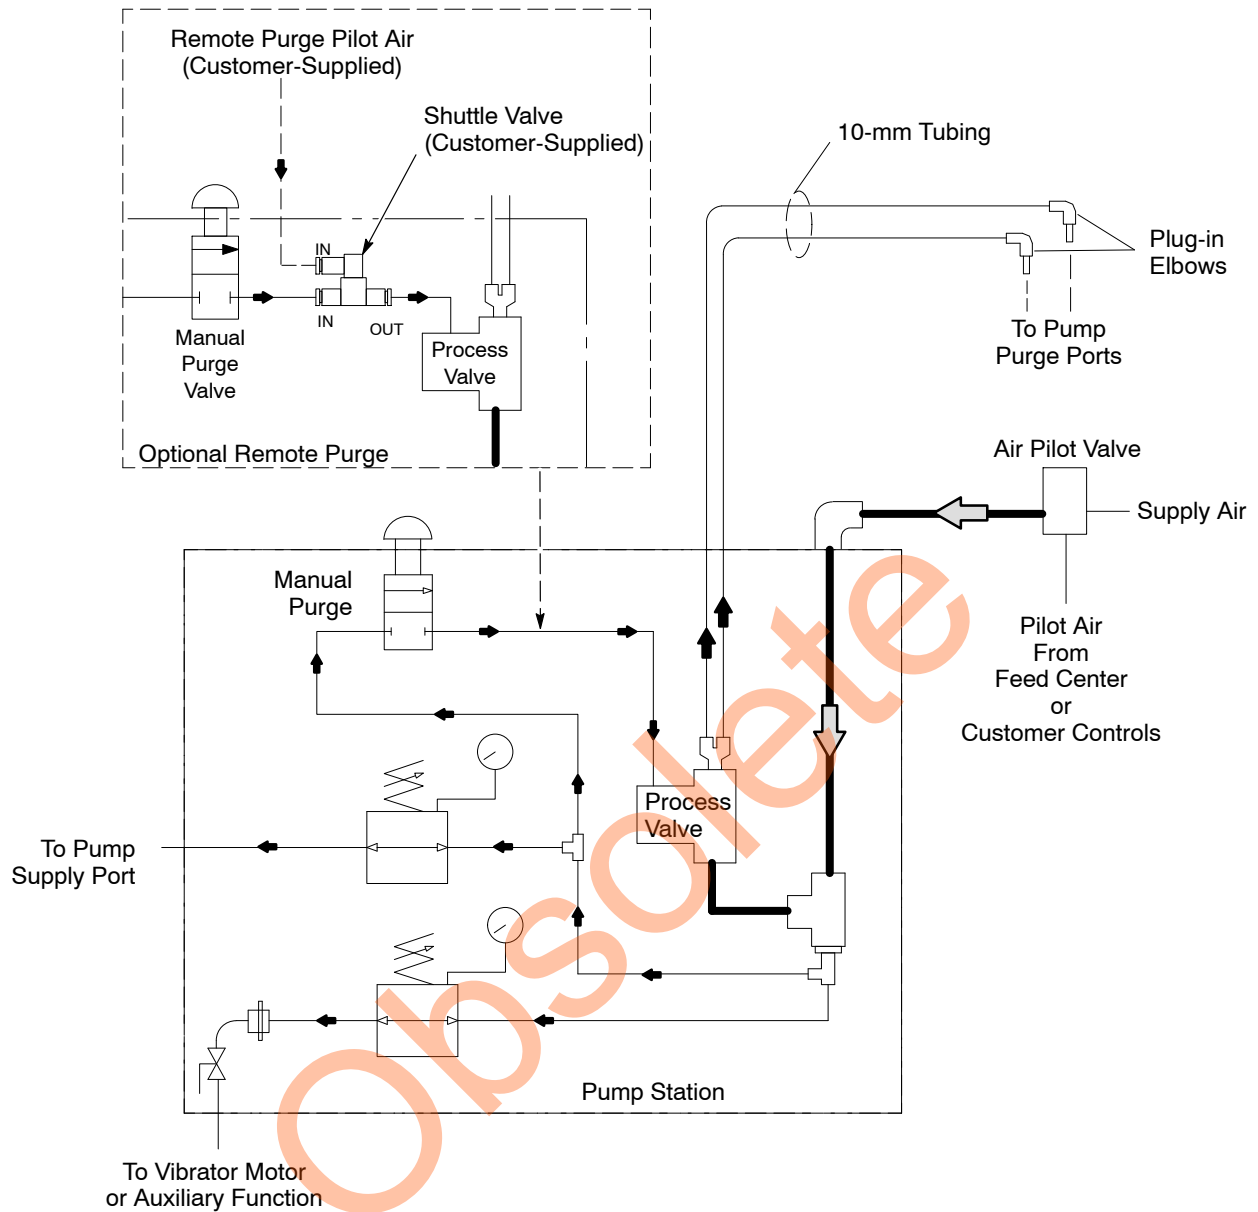 Remote Purge Pilot Air
(Customer-Supplied)
Shuttle Valve
(Customer-Supplied)
10-mm Tubing
IN
IN
OUT
Manual
Purge
Valve
Process
Valve
Optional Remote Purge
Plug-in
Elbows
To Pump
Purge Ports
Air Pilot Valve
Supply Air
Pilot Air
From
Feed Center
or
Customer Controls
Manual
Purge
Process
Valve
To Pump
Supply Port
Pump Station
To Vibrator Motor
or Auxiliary Function
Obsolete